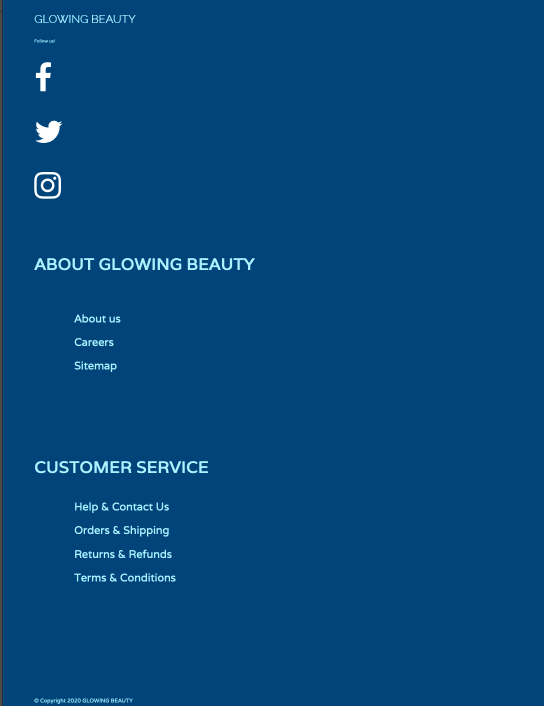 GLOWING BEAUTY
Follow us!
ABOUT GLOWING BEAUTY
About us
Careers
Sitemap
CUSTOMER SERVICE
Help & Contact Us
Orders & Shipping
Returns & Refunds
Terms & Conditions
© Copyright 2020 GLOWING BEAUTY